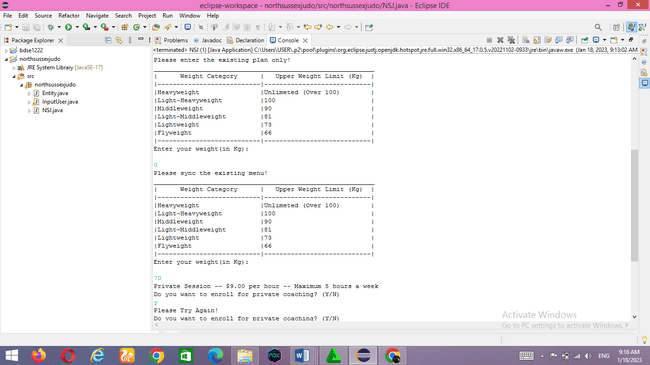 eclipse-workspace - northsussexjudo/src/northsussexjudo/NSJ.java - Eclipse IDE
File Edit Source Refactor Navigate Search Project Run Window Help
Package Explorer
bdse1222
northsussexjudo
JRE System Library [JavaSE-17]
src
northsussexjudo
Entity.java
InputUser.java
NSJ.java
Problems Javadoc Declaration Console
<terminated> NSJ (1) [Java Application] C:\Users\USER\.p2\pool\plugins\org.eclipse.justj.openjdk.hotspot.jre.full.win32.x86_64_17.0.5.v20221102-0933\jre\bin\javaw.exe (Jan 18, 2023, 9:13:02 AM
Please enter the existing plan only!
| Weight Category | Upper Weight Limit (Kg) |
|---------------------------|----------------------------|
|Heavyweight |Unlimeted (Over 100)
|Light-Heavyweight |100 |
|Middleweight |90 |
|Light-Middleweight |81 |
|Lightweight |73 |
|Flyweight |66 |
|---------------------------|----------------------------|
Enter your weight(in Kg):
0
Please sync the existing menu!
| Weight Category | Upper Weight Limit (Kg) |
|---------------------------|----------------------------|
|Heavyweight |Unlimeted (Over 100)
|Light-Heavyweight |100 |
|Middleweight |90 |
|Light-Middleweight |81 |
|Lightweight |73 |
|Flyweight |66 |
|---------------------------|----------------------------|
Enter your weight(in Kg):
70
Private Session -- $9.00 per hour -- Maximum 5 hours a week
Do you want to enroll for private coaching? (Y/N)
y
Please Try Again!
Do you want to enroll for private coaching? (Y/N)
Activate Windows
Go to PC settings to activate Windows.
ENG
9:16 AM
1/18/2023